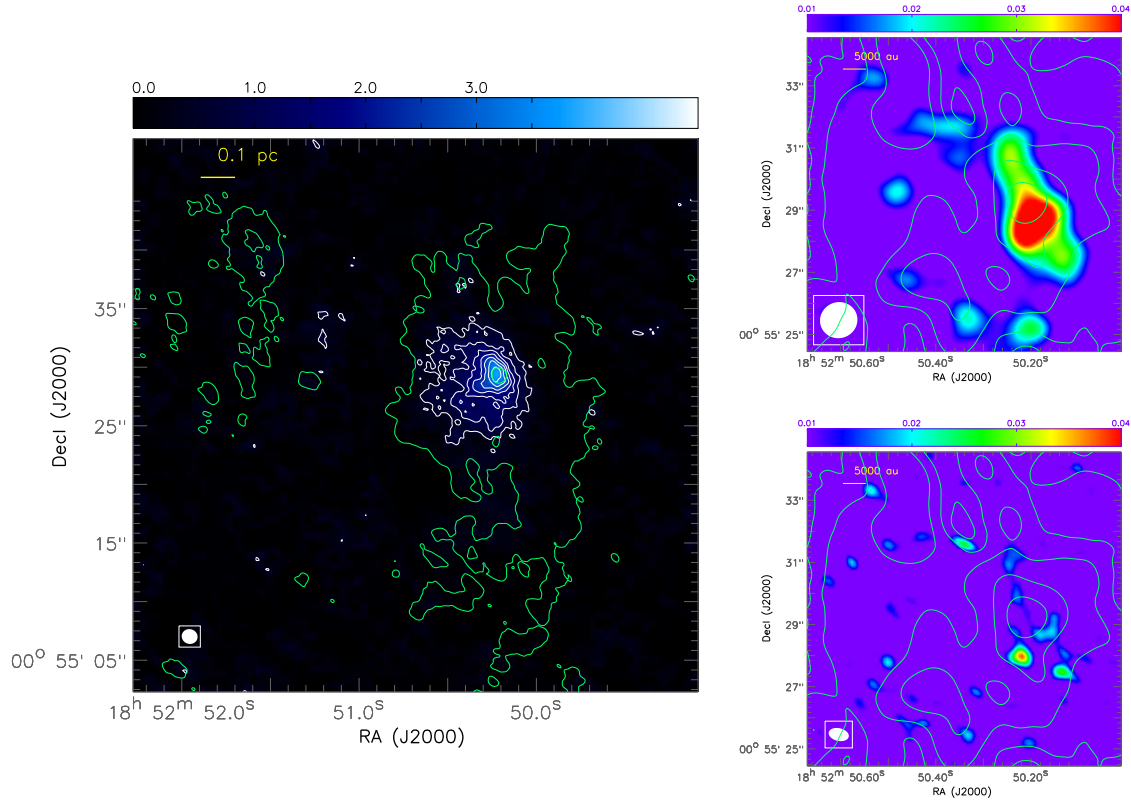 0.0 1.0 2.0 3.0
0.1 pc
35"
25"
15"
00° 55' 05"
Decl (J2000)
18ʰ 52ᵐ 52.0ˢ 51.0ˢ 50.0ˢ
RA (J2000)
0.01 0.02 0.03 0.04
5000 au
33"
31"
29"
27"
00° 55' 25"
Decl (J2000)
18ʰ 52ᵐ 50.60ˢ 50.40ˢ 50.20ˢ
RA (J2000)
0.01 0.02 0.03 0.04
5000 au
33"
31"
29"
27"
00° 55' 25"
Decl (J2000)
18ʰ 52ᵐ 50.60ˢ 50.40ˢ 50.20ˢ
RA (J2000)